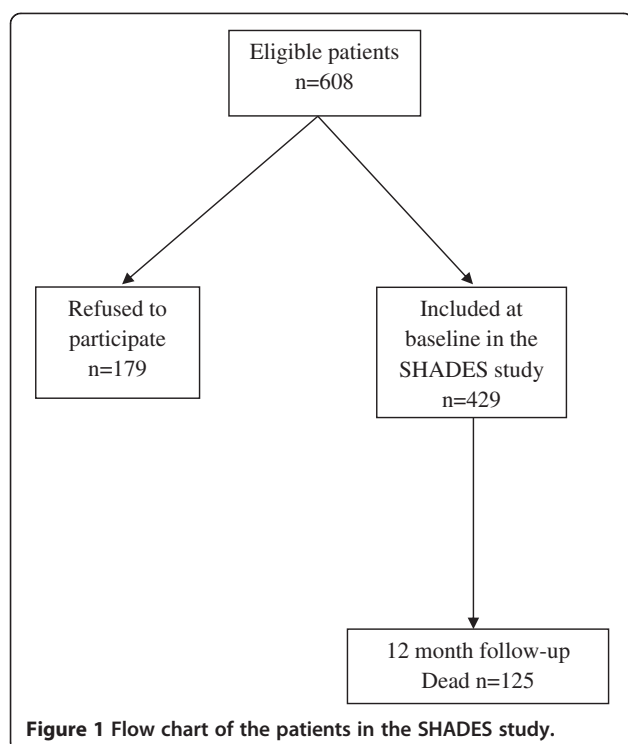 Eligible patients
n=608
Refused to
participate
n=179
Included at
baseline in the
SHADES study
n=429
12 month follow-up
Dead n=125
Figure 1 Flow chart of the patients in the SHADES study.